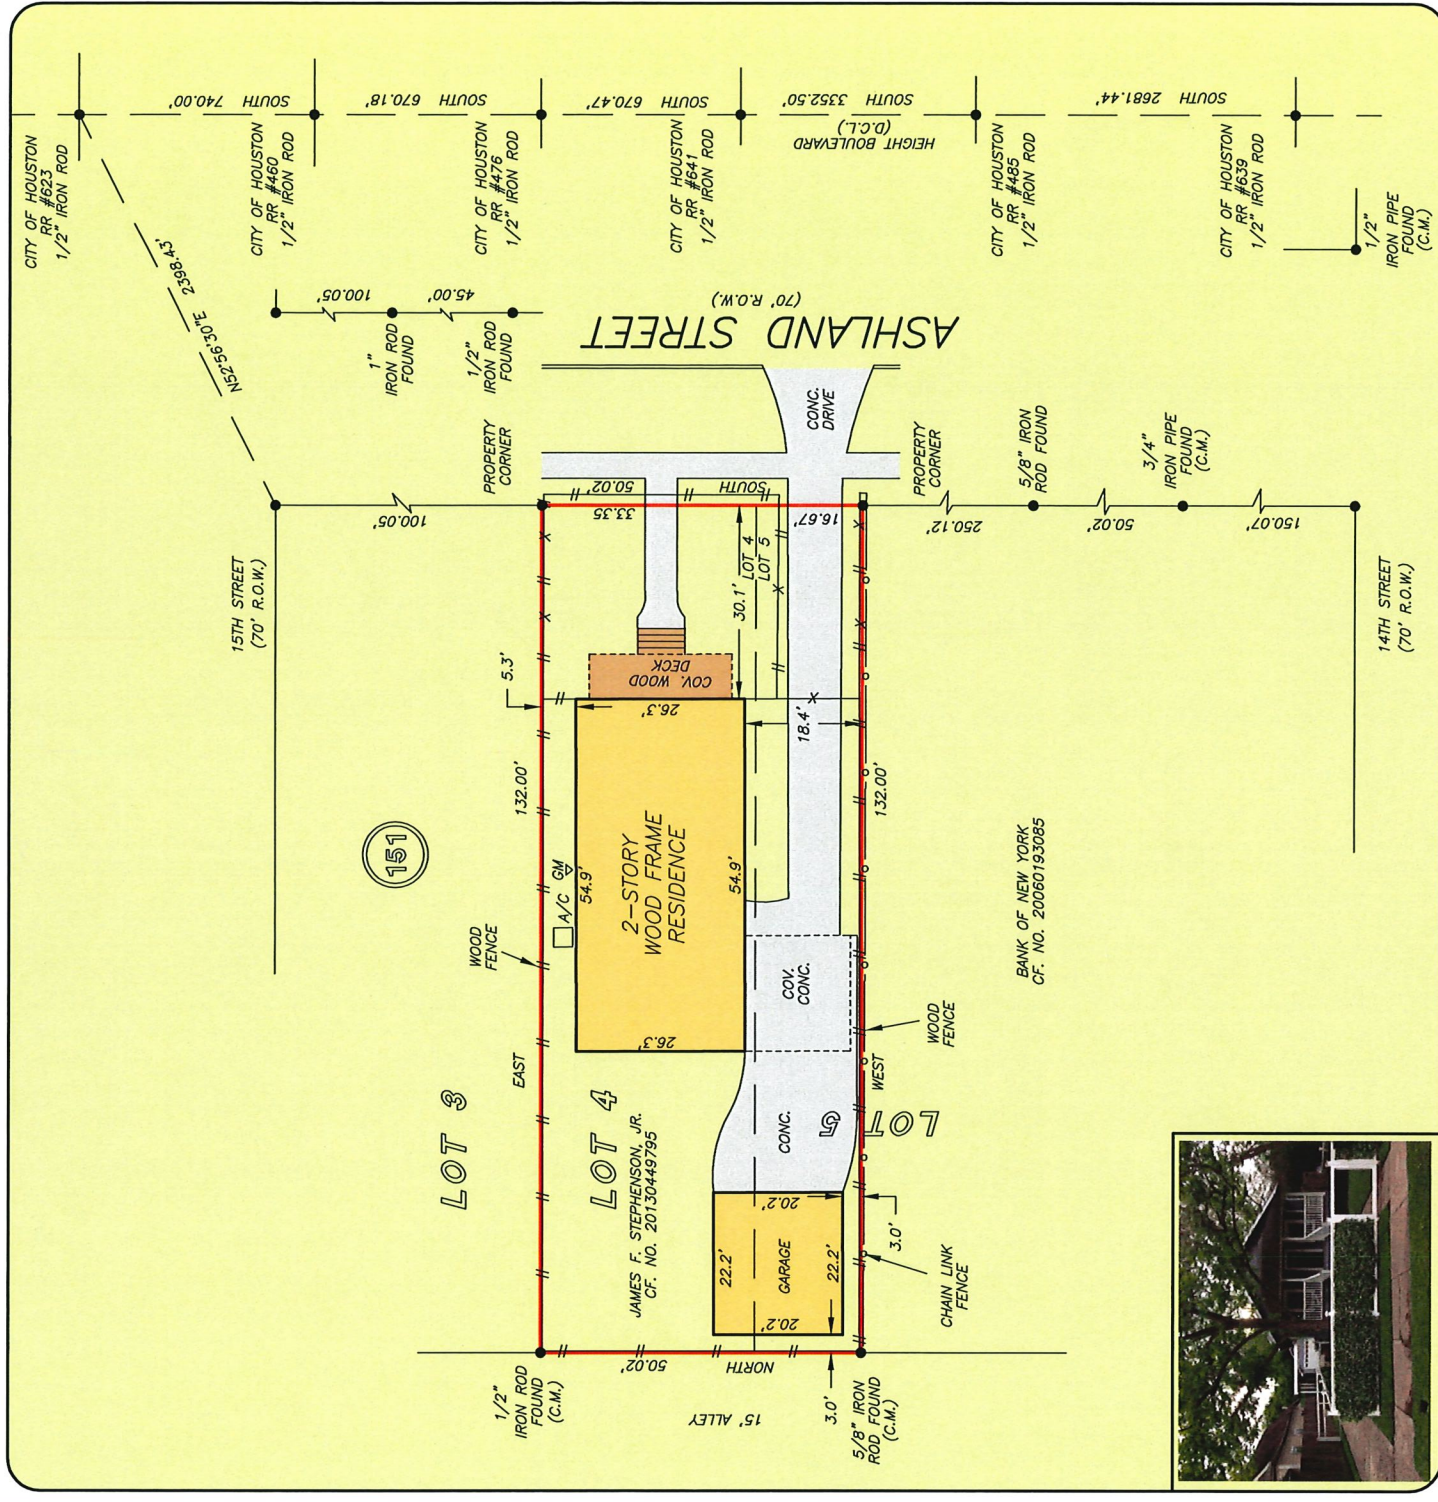 CITY OF HOUSTON
RR #623
1/2" IRON ROD
SOUTH 740.00'
CITY OF HOUSTON
RR #460
1/2" IRON ROD
SOUTH 670.18'
CITY OF HOUSTON
RR #476
1/2" IRON ROD
SOUTH 670.47'
CITY OF HOUSTON
RR #641
1/2" IRON ROD
SOUTH 3352.50'
HEIGHT BOULEVARD
(D.C.L.)
CITY OF HOUSTON
RR #485
1/2" IRON ROD
SOUTH 2681.44'
CITY OF HOUSTON
RR #639
1/2" IRON ROD
1/2"
IRON PIPE
FOUND
(C.M.)
N52°56'30"E 2398.43'
100.05'
1"
IRON ROD
FOUND
45.00'
1/2"
IRON ROD
FOUND
ASHLAND STREET
(70' R.O.W.)
CONC.
DRIVE
15TH STREET
(70' R.O.W.)
100.05'
PROPERTY
CORNER
SOUTH 50.02'
33.35
16.67'
PROPERTY
CORNER
250.12'
5/8" IRON
ROD FOUND
50.02'
3/4"
IRON PIPE
FOUND
(C.M.)
150.07'
14TH STREET
(70' R.O.W.)
LOT 4
LOT 5
30.1'
5.3'
COV. WOOD
DECK
26.3'
18.4'
132.00'
132.00'
151
GM
A/C
54.9'
2-STORY
WOOD FRAME
RESIDENCE
54.9'
26.3'
WOOD
FENCE
COV.
CONC.
WOOD
FENCE
BANK OF NEW YORK
CF. NO. 20060193085
EAST
WEST
LOT 3
LOT 4
JAMES F. STEPHENSON, JR.
CF. NO. 20130449795
CONC.
LOT 5
20.2'
22.2'
GARAGE
22.2'
20.2'
3.0'
CHAIN LINK
FENCE
NORTH 50.02'
1/2"
IRON ROD
FOUND
(C.M.)
15' ALLEY
3.0'
5/8" IRON
ROD FOUND
(C.M.)